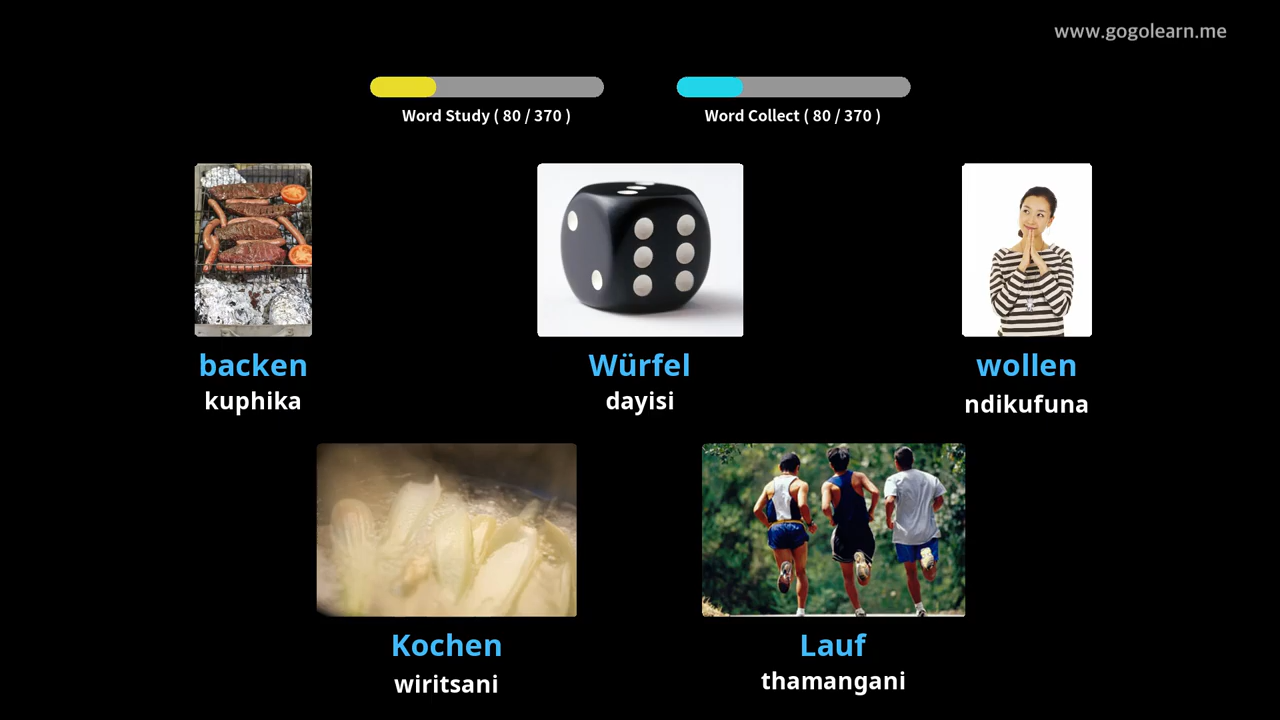 www.gogolearn.me
Word Study ( 80 / 370 )
Word Collect ( 80 / 370 )
backen
kuphika
Würfel
dayisi
wollen
ndikufuna
Kochen
wiritsani
Lauf
thamangani